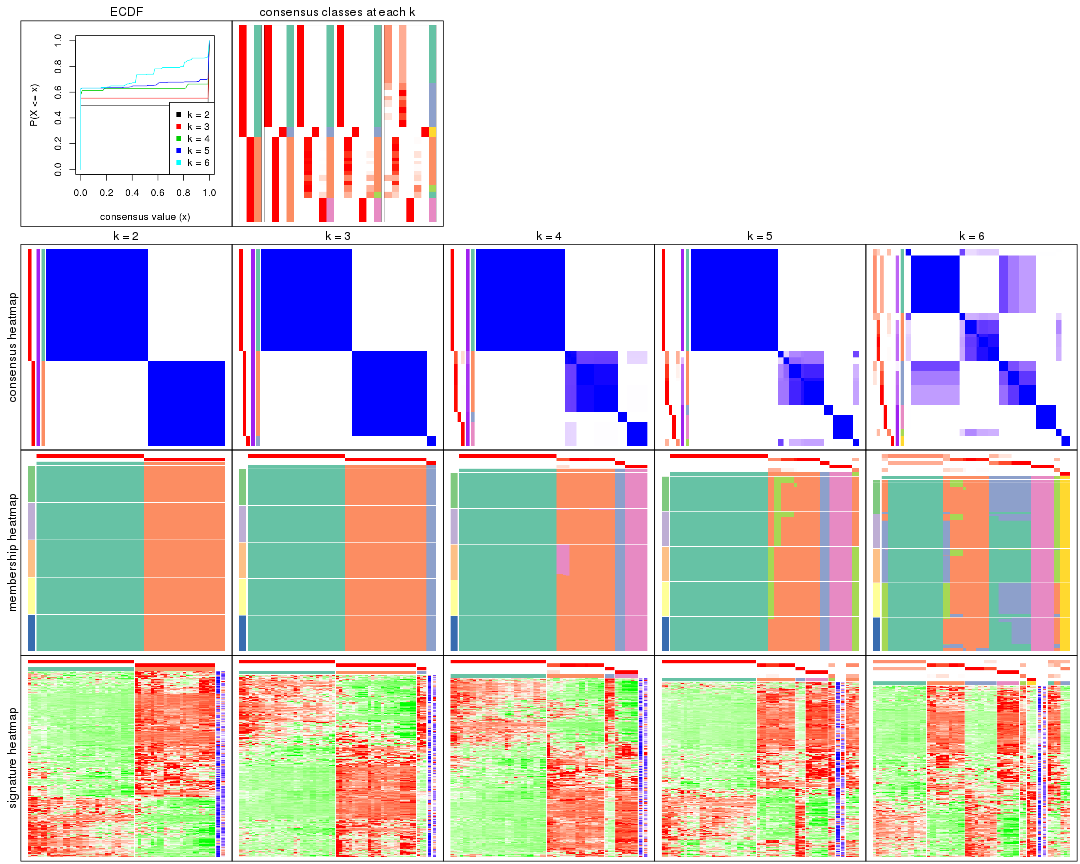 ECDF
consensus classes at each k
P(X <= x)
0.0 0.2 0.4 0.6 0.8 1.0
k = 2
k = 3
k = 4
k = 5
k = 6
0.0 0.2 0.4 0.6 0.8 1.0
consensus value (x)
k = 2
k = 3
k = 4
k = 5
k = 6
consensus heatmap
membership heatmap
signature heatmap